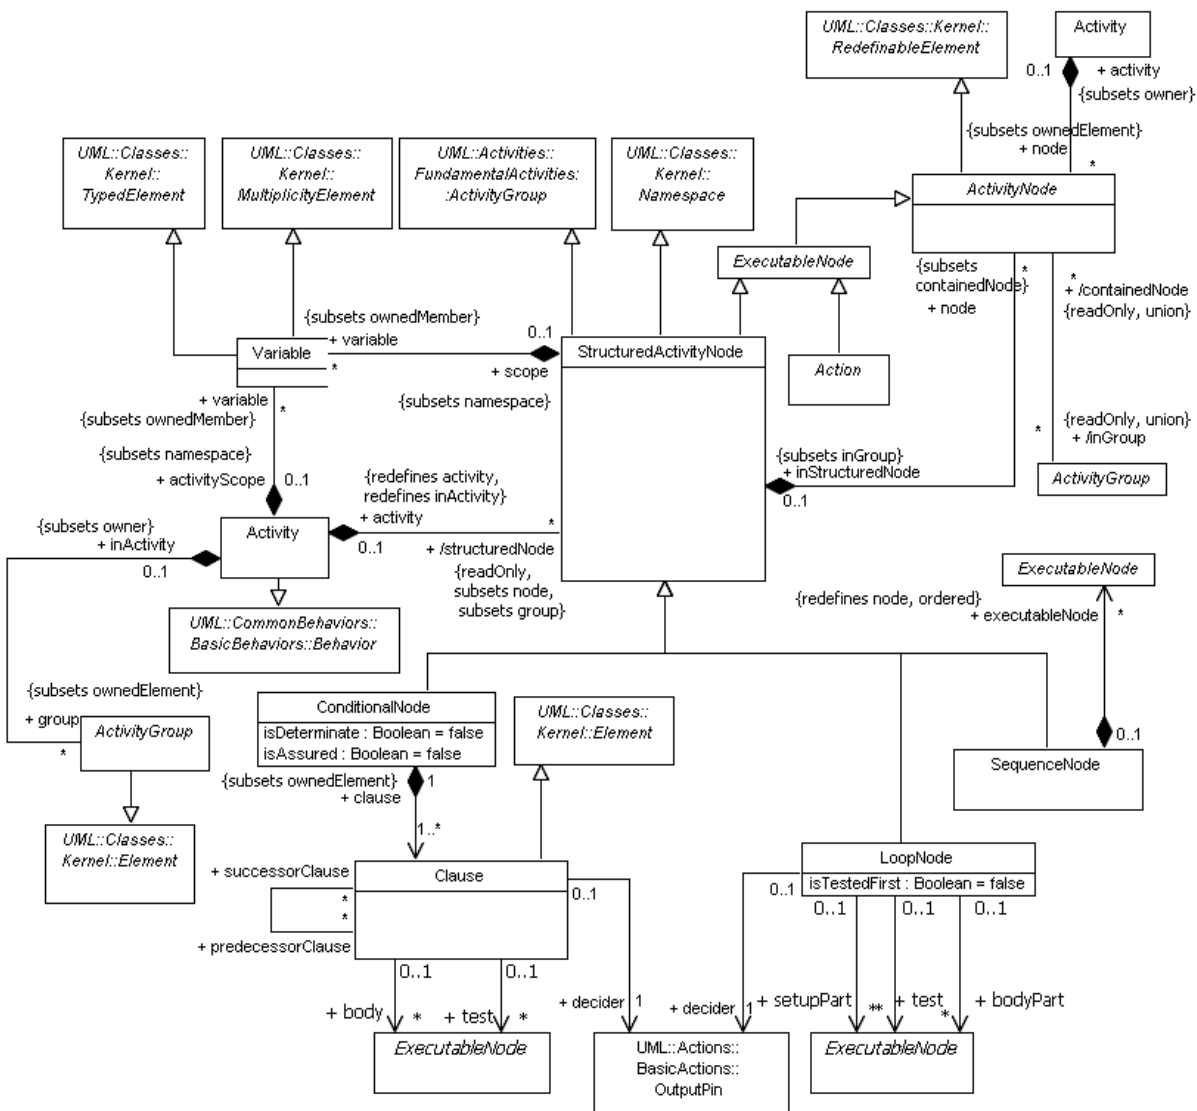 UML::Classes::Kernel::
RedefinableElement
Activity
0..1
+ activity
{subsets owner}
{subsets ownedElement}
+ node
*
UML::Classes::
Kernel::
TypedElement
UML::Classes::
Kernel::
MultiplicityElement
UML::Activities::
FundamentalActivities:
:ActivityGroup
UML::Classes::
Kernel::
Namespace
ActivityNode
ExecutableNode
{subsets
containedNode}
+ node
*
*
+ /containedNode
{readOnly, union}
{subsets ownedMember}
+ variable
*
0..1
+ scope
{subsets namespace}
Variable
StructuredActivityNode
Action
+ variable
{subsets ownedMember}
*
{subsets namespace}
+ activityScope
0..1
{readOnly, union}
+ /inGroup
*
{subsets inGroup}
+ inStructuredNode
0..1
ActivityGroup
{redefines activity,
redefines inActivity}
+ activity
0..1
*
+ /structuredNode
{readOnly,
subsets node,
subsets group}
{subsets owner}
+ inActivity
0..1
Activity
UML::CommonBehaviors::
BasicBehaviors::Behavior
ExecutableNode
{redefines node, ordered}
+ executableNode
*
{subsets ownedElement}
+ group
*
ActivityGroup
ConditionalNode
isDeterminate : Boolean = false
isAssured : Boolean = false
UML::Classes::
Kernel::Element
0..1
SequenceNode
{subsets ownedElement}
1
+ clause
1..*
UML::Classes::
Kernel::Element
+ successorClause
*
*
+ predecessorClause
Clause
0..1
LoopNode
isTestedFirst : Boolean = false
0..1
0..1
0..1
0..1
0..1
0..1
+ body
*
+ test
*
+ decider
1
+ decider
1
+ setupPart
**
+ test
*
+ bodyPart
ExecutableNode
UML::Actions::
BasicActions::
OutputPin
ExecutableNode